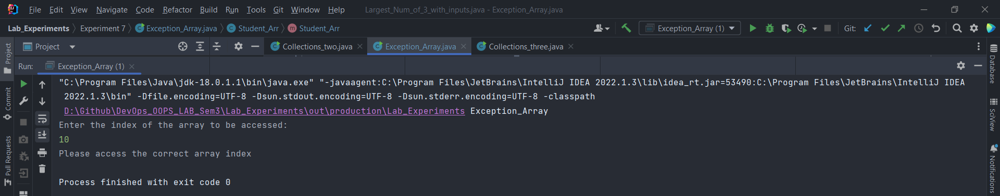 File Edit View Navigate Code Refactor Build Run Tools Git Window Help Largest_Num_of_3_with_inputs.java - Exception_Array.java
Lab_Experiments Experiment 7 Exception_Array.java Student_Arr Student_Arr Exception_Array (1) Git:
Project Collections_two.java Exception_Array.java Collections_three.java
Run: Exception_Array (1)
"C:\Program Files\Java\jdk-18.0.1.1\bin\java.exe" "-javaagent:C:\Program Files\JetBrains\IntelliJ IDEA 2022.1.3\lib\idea_rt.jar=53490:C:\Program Files\JetBrains\IntelliJ IDEA
2022.1.3\bin" -Dfile.encoding=UTF-8 -Dsun.stdout.encoding=UTF-8 -Dsun.stderr.encoding=UTF-8 -classpath
D:\Github\DevOps_OOPS_LAB_Sem3\Lab_Experiments\out\production\Lab_Experiments Exception_Array
Enter the index of the array to be accessed:
10
Please access the correct array index
Process finished with exit code 0
Project
Commit
Pull Requests
Database
SciView
Notifications